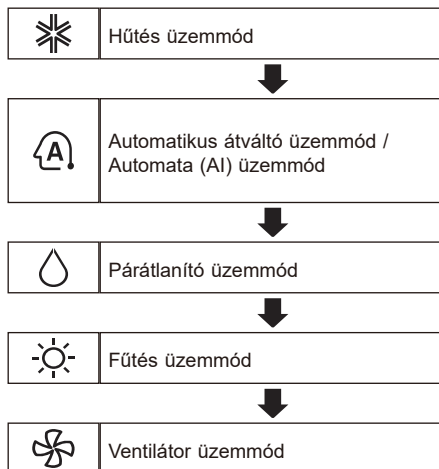 Hűtés üzemmód
A
Automatikus átváltó üzemmód /
Automata (AI) üzemmód
Párátlanító üzemmód
Fűtés üzemmód
Ventilátor üzemmód